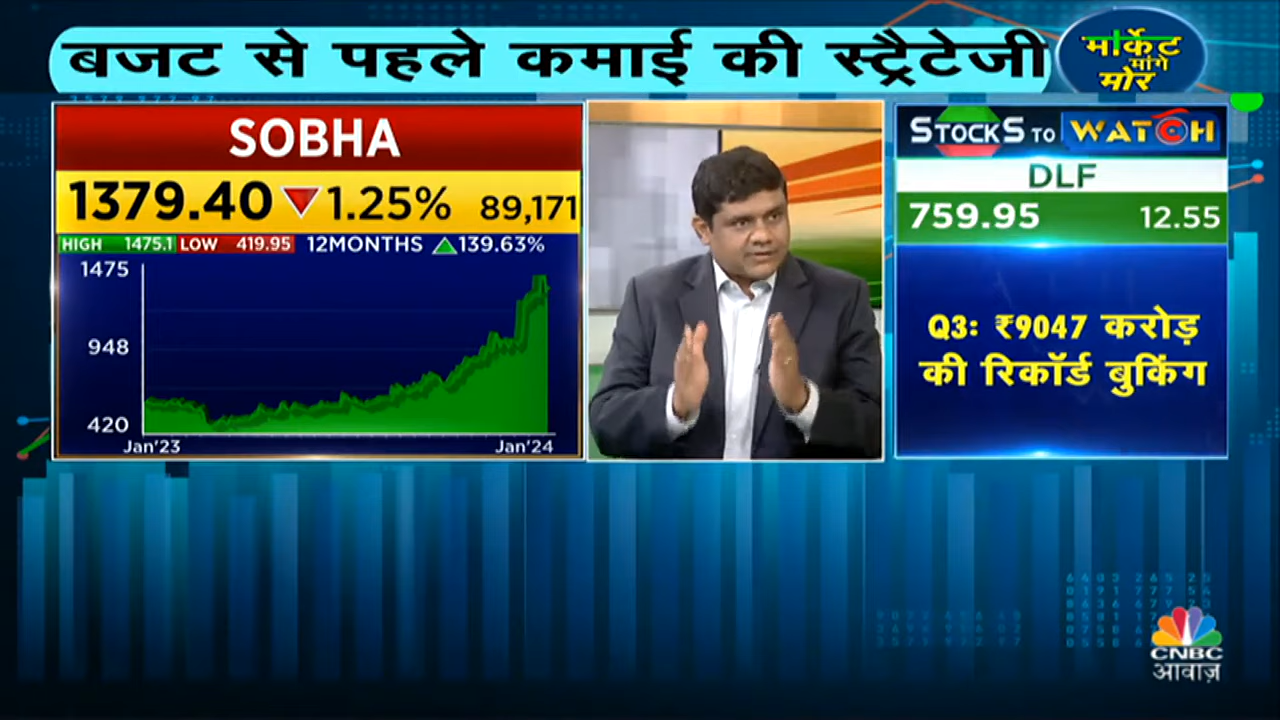 बजट से पहले कमाई की स्ट्रैटेजी
मार्केट
मांगे
मोर
SOBHA
1379.40 ▼ 1.25% 89,171
HIGH 1475.1 LOW 419.95 12MONTHS ▲ 139.63%
1475
948
420
Jan'23 Jan'24
STOCKS TO WATCH
DLF
759.95 12.55
Q3: ₹9047 करोड़
की रिकॉर्ड बुकिंग
CNBC
आवाज़